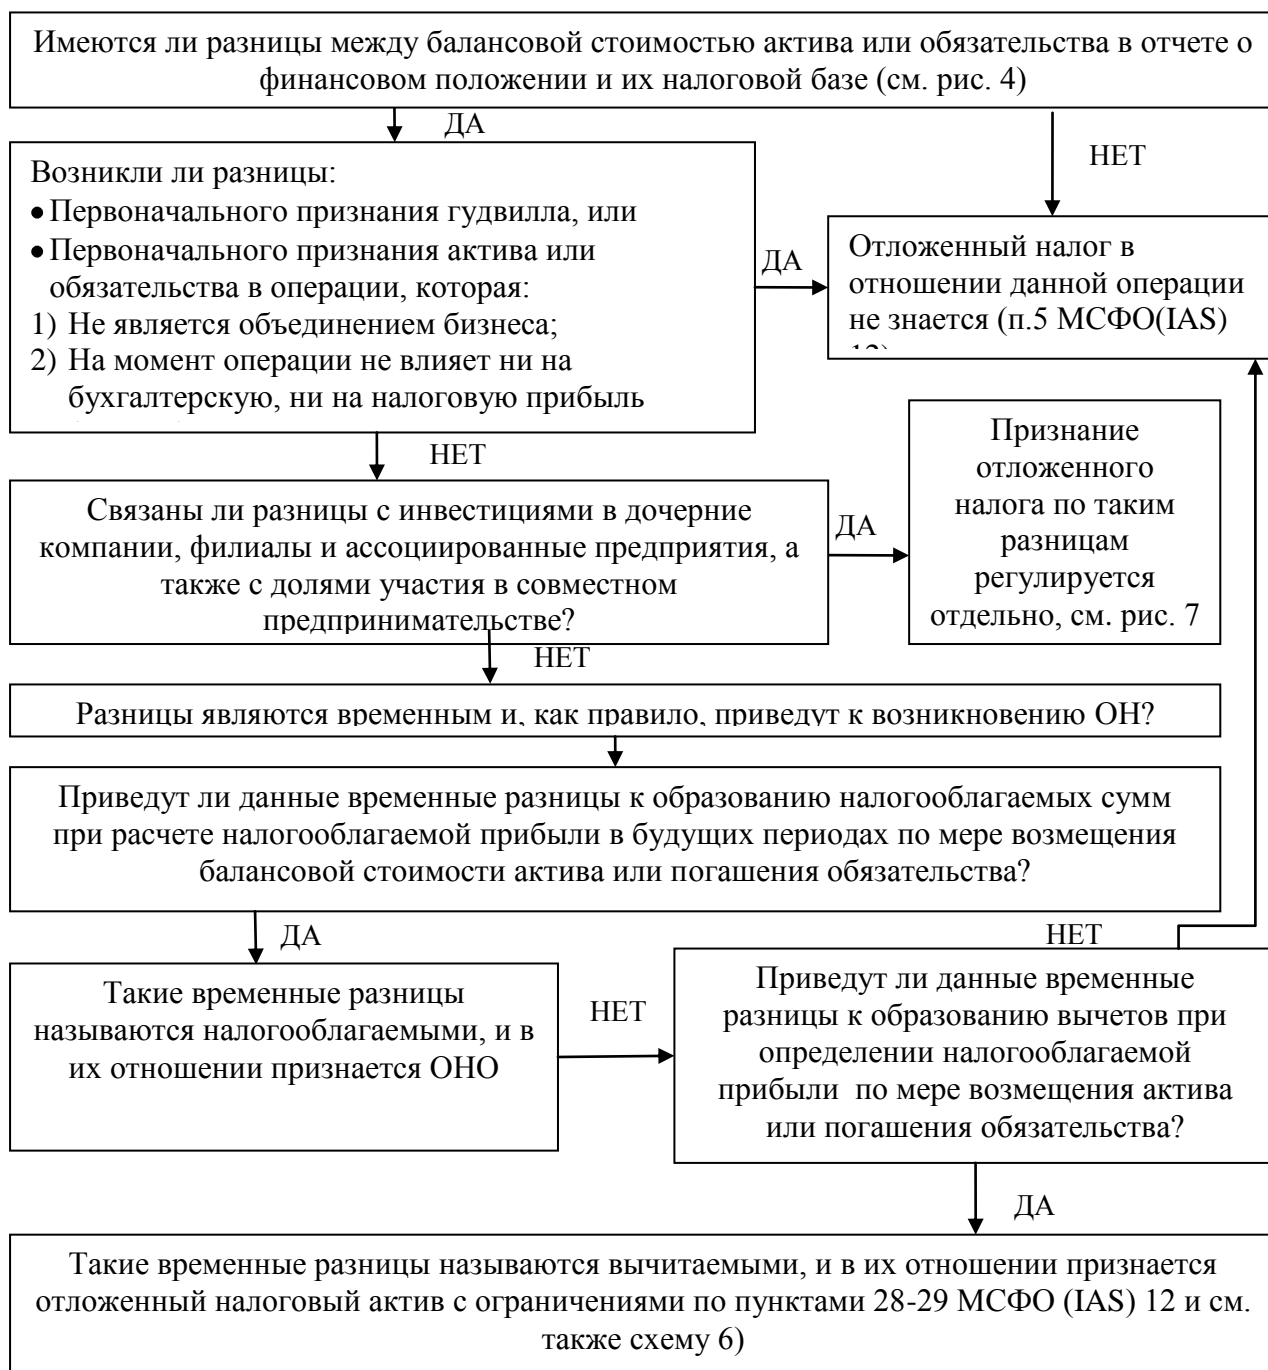 Имеются ли разницы между балансовой стоимостью актива или обязательства в отчете о
финансовом положении и их налоговой базе (см. рис. 4)
ДА
НЕТ
Возникли ли разницы:
• Первоначального признания гудвилла, или
• Первоначального признания актива или
обязательства в операции, которая:
1) Не является объединением бизнеса;
2) На момент операции не влияет ни на
бухгалтерскую, ни на налоговую прибыль
ДА
Отложенный налог в
отношении данной операции
не знается (п.5 МСФО(IAS)
12)
НЕТ
Связаны ли разницы с инвестициями в дочерние
компании, филиалы и ассоциированные предприятия, а
также с долями участия в совместном
предпринимательстве?
ДА
Признание
отложенного
налога по таким
разницам
регулируется
отдельно, см. рис. 7
НЕТ
Разницы являются временным и, как правило, приведут к возникновению ОН?
Приведут ли данные временные разницы к образованию налогооблагаемых сумм
при расчете налогооблагаемой прибыли в будущих периодах по мере возмещения
балансовой стоимости актива или погашения обязательства?
ДА
НЕТ
Такие временные разницы
называются налогооблагаемыми, и в
их отношении признается ОНО
НЕТ
Приведут ли данные временные
разницы к образованию вычетов при
определении налогооблагаемой
прибыли по мере возмещения актива
или погашения обязательства?
ДА
Такие временные разницы называются вычитаемыми, и в их отношении признается
отложенный налоговый актив с ограничениями по пунктами 28-29 МСФО (IAS) 12 и см.
также схему 6)